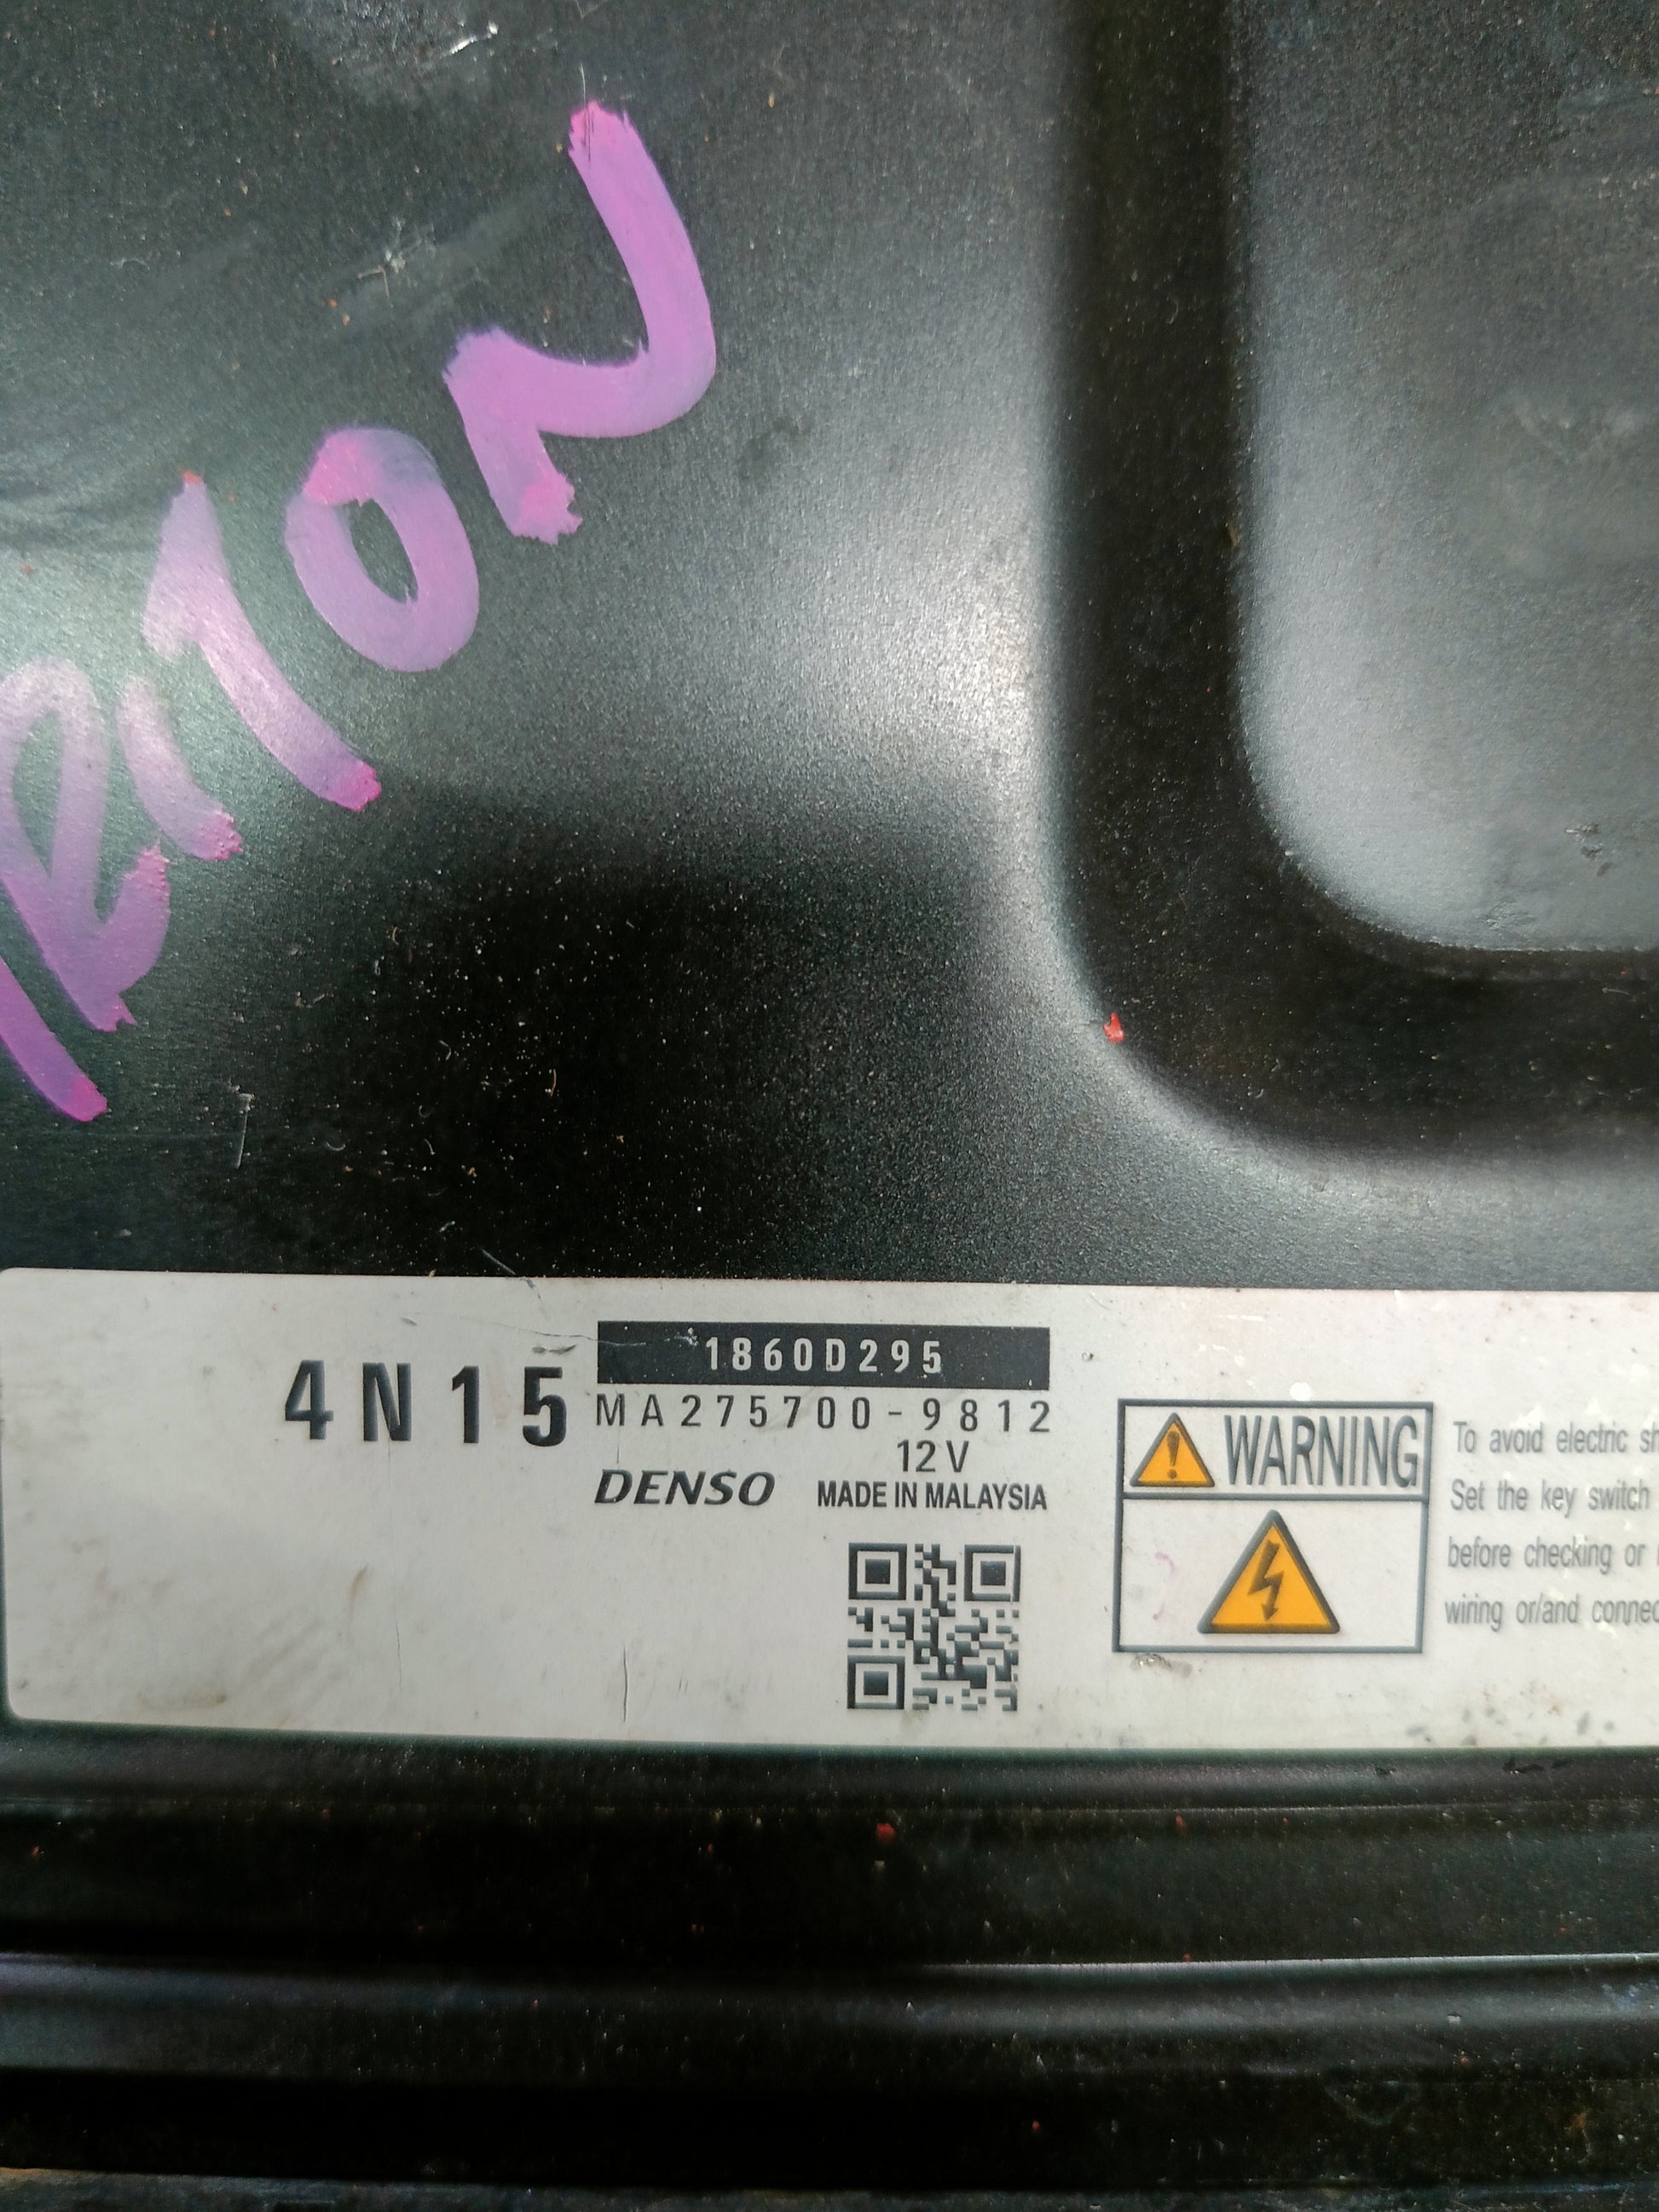 TRITON
4N15
1860D295
MA275700-9812
12V
DENSO MADE IN MALAYSIA
WARNING
To avoid electric sh
Set the key switch
before checking or
wiring or/and connec